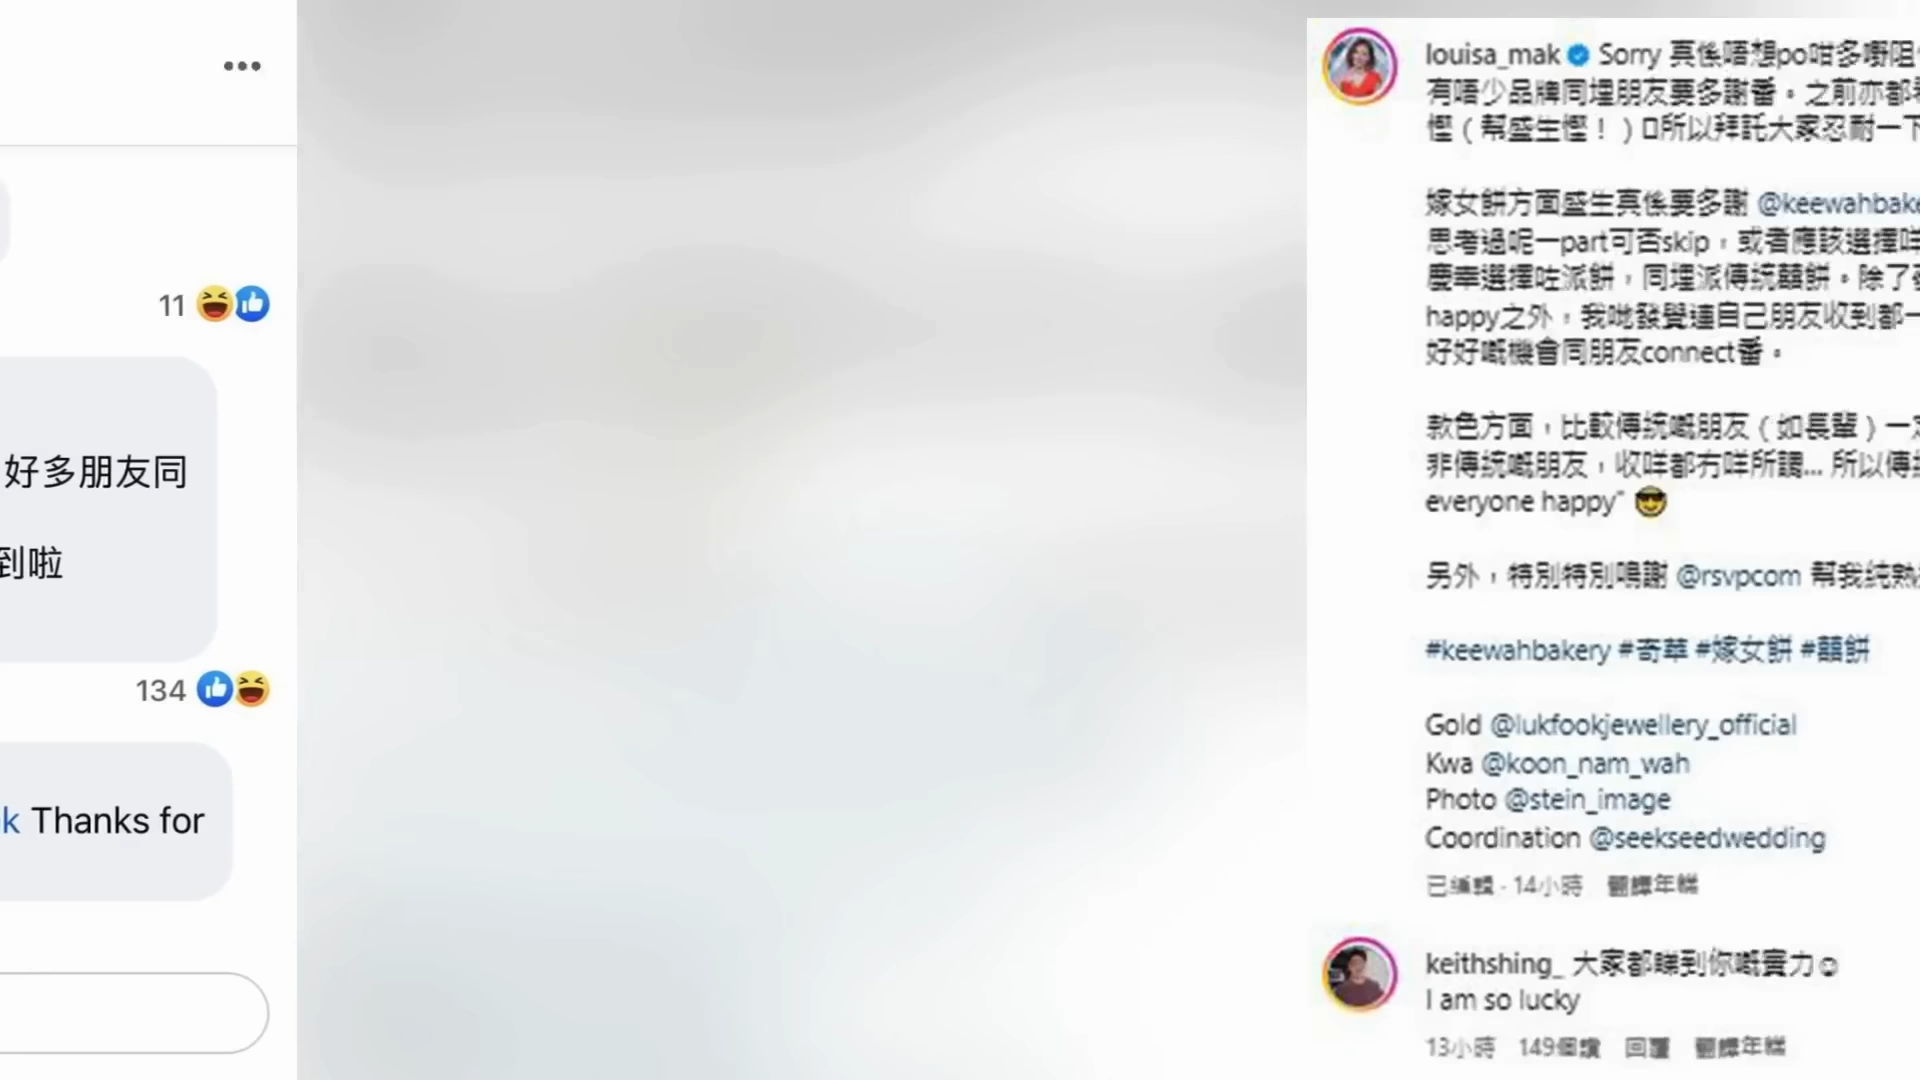 11
好多朋友同
到啦
134
k Thanks for
louisa_mak Sorry 真係唔想po咁多嘢阻
有唔少品牌同埋朋友要多謝番。之前亦都
慳（幫盛生慳！）所以拜託大家忍耐一下
嫁女餅方面盛生真係要多謝 @keewahbake
思考過呢一part可否skip，或者應該選擇咩
慶幸選擇咗派餅，同埋派傳統囍餅。除了
happy之外，我哋發覺連自己朋友收到都一
好好嘅機會同朋友connect番。
款色方面，比較傳統嘅朋友（如長輩）一定
非傳統嘅朋友，收咩都冇咩所謂... 所以傳統
everyone happy” 😎
另外，特別特別鳴謝 @rsvpcom 幫我純熟
#keewahbakery #奇華 #嫁女餅 #囍餅
Gold @lukfookjewellery_official
Kwa @koon_nam_wah
Photo @stein_image
Coordination @seekseedwedding
已編輯 · 14小時 翻譯年糕
keithshing_ 大家都睇到你嘅實力☺
I am so lucky
13小時 149個讚 回覆 翻譯年糕